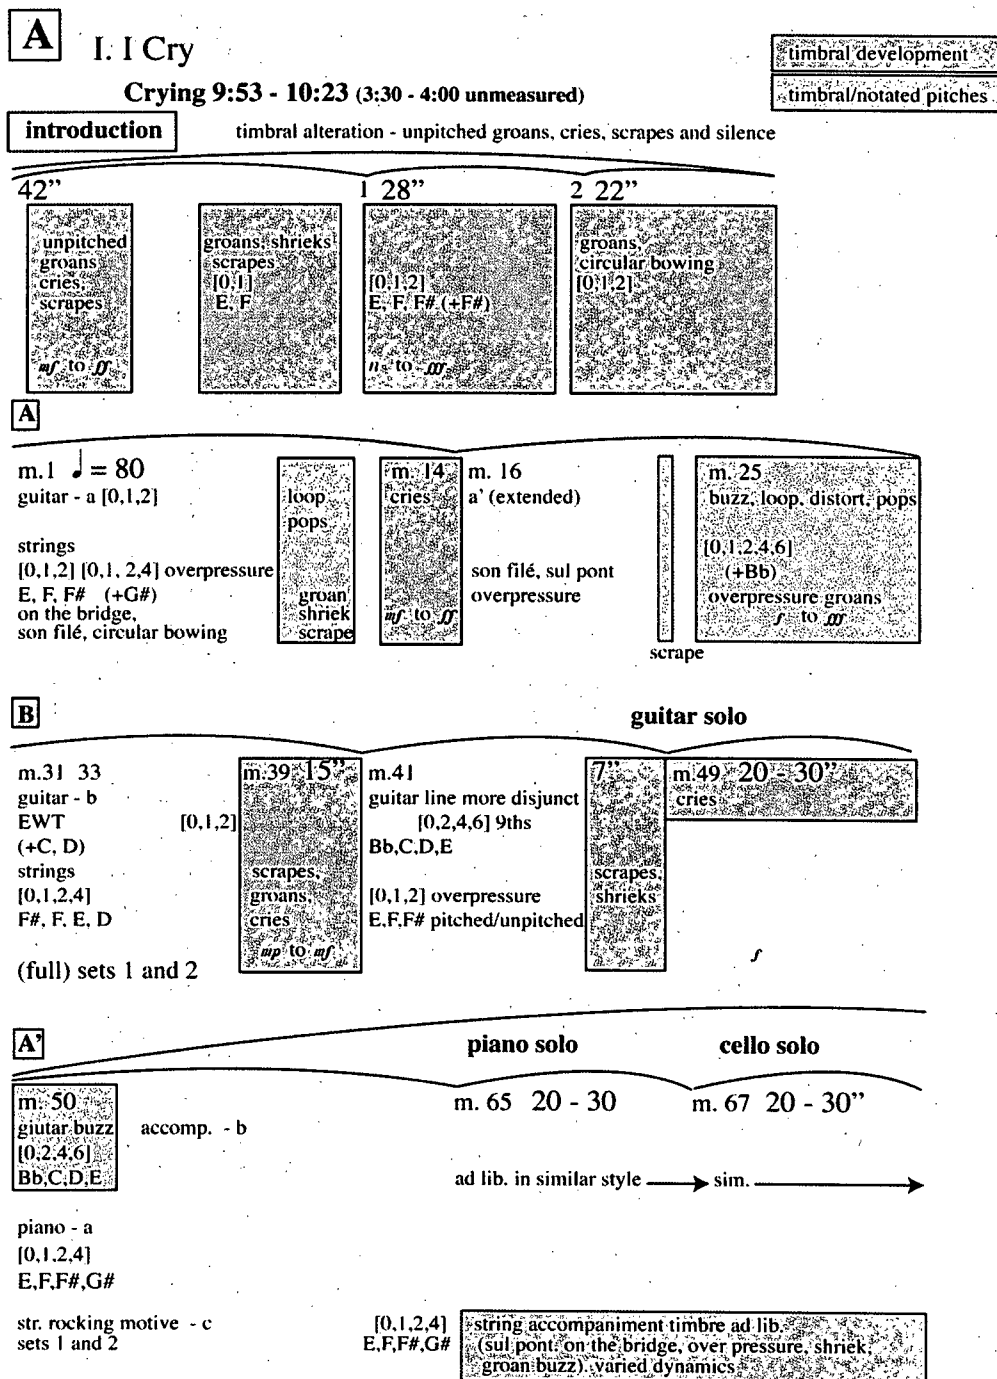 A I. I Cry
timbral development
timbral/notated pitches
Crying 9:53 - 10:23 (3:30 - 4:00 unmeasured)
introduction timbral alteration - unpitched groans, cries, scrapes and silence
42” 1 28” 2 22”
unpitched
groans
cries,
scrapes
mf to ff
groans, shrieks
scrapes
[0,1]
E, F
[0,1,2]
E, F, F# (+F#)
n to fff
groans,
circular bowing
[0,1,2]
A
m.1 ♩ = 80
guitar - a [0,1,2]
strings
[0,1,2] [0,1, 2,4] overpressure
E, F, F# (+G#)
on the bridge,
son filé, circular bowing
loop
pops
groan
shriek
scrape
m. 14
cries
mf to ff
m. 16
a’ (extended)
son filé, sul pont
overpressure
scrape
m. 25
buzz, loop, distort, pops
[0,1,2,4,6]
(+Bb)
overpressure groans
f to fff
B
guitar solo
m.31 33
guitar - b
EWT [0,1,2]
(+C, D)
strings
[0,1,2,4]
F#, F, E, D
(full) sets 1 and 2
m.39 15”
scrapes,
groans,
cries
mp to mf
m.41
guitar line more disjunct
[0,2,4,6] 9ths
Bb,C,D,E
[0,1,2] overpressure
E,F,F# pitched/unpitched
7”
scrapes,
shrieks
m.49 20 - 30”
cries
f
A’
piano solo cello solo
m. 50
giutar buzz accomp. - b
[0,2,4,6]
Bb,C,D,E
m. 65 20 - 30 m. 67 20 - 30”
ad lib. in similar style sim.
piano - a
[0,1,2,4]
E,F,F#,G#
str. rocking motive - c [0,1,2,4]
sets 1 and 2 E,F,F#,G#
string accompaniment timbre ad lib.
(sul pont. on the bridge, over pressure, shriek,
groan buzz). varied dynamics